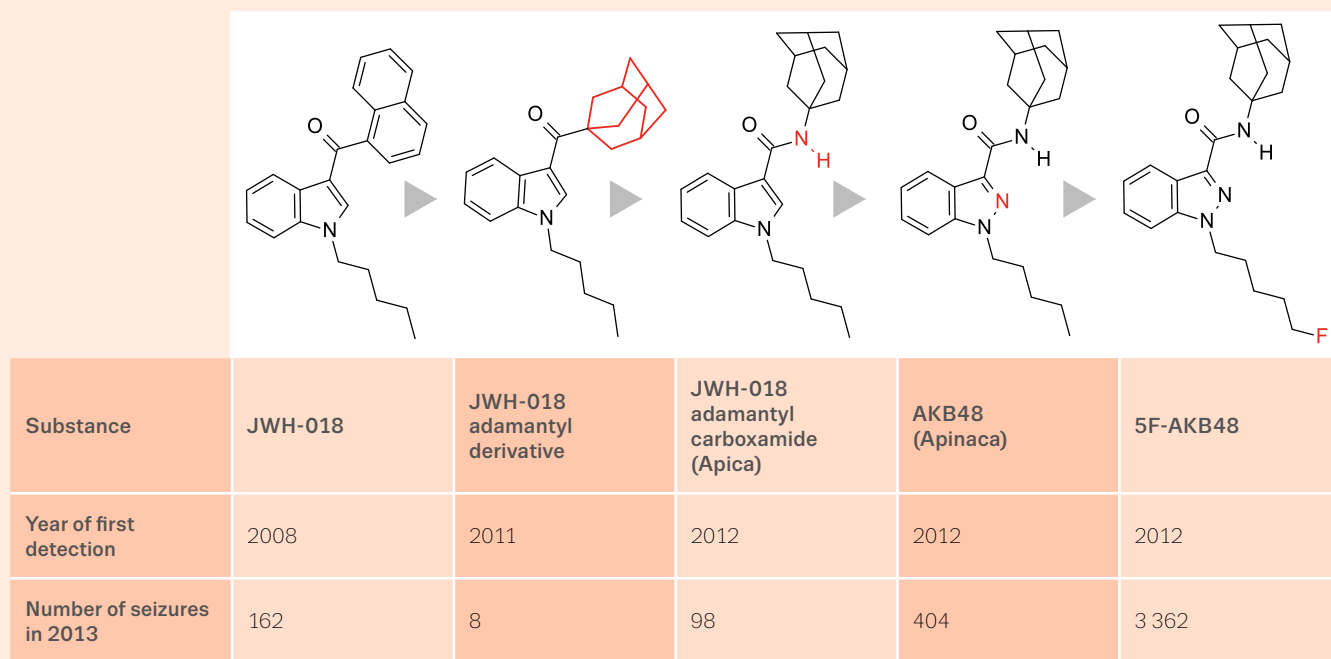 O
N
O
N
O
N
H
N
O
N
H
N
N
O
N
H
N
N
F
Substance
JWH-018
JWH-018
adamantyl
derivative
JWH-018
adamantyl
carboxamide
(Apica)
AKB48
(Apinaca)
5F-AKB48
Year of first
detection
2008
2011
2012
2012
2012
Number of seizures
in 2013
162
8
98
404
3 362